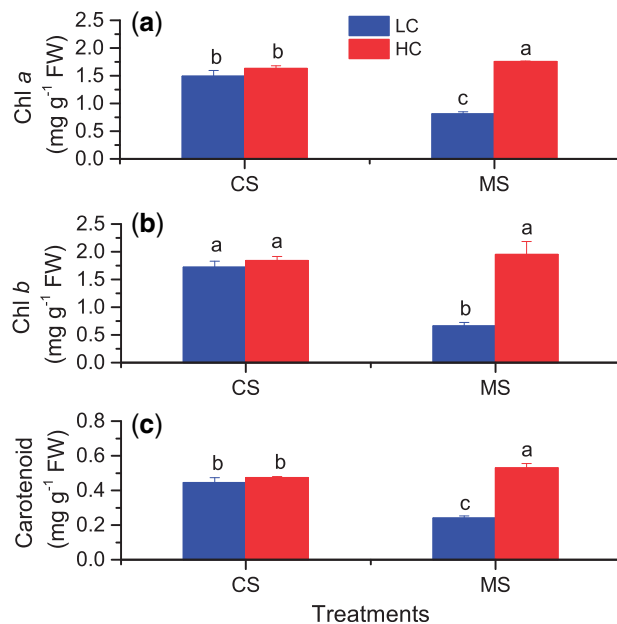 (a)
LC
HC
Chl a
(mg g⁻¹ FW)
2.5
2.0
1.5
1.0
0.5
0.0
b
b
c
a
CS
MS
(b)
Chl b
(mg g⁻¹ FW)
2.5
2.0
1.5
1.0
0.5
0.0
a
a
b
a
CS
MS
(c)
Carotenoid
(mg g⁻¹ FW)
0.8
0.6
0.4
0.2
0.0
b
b
c
a
CS
MS
Treatments